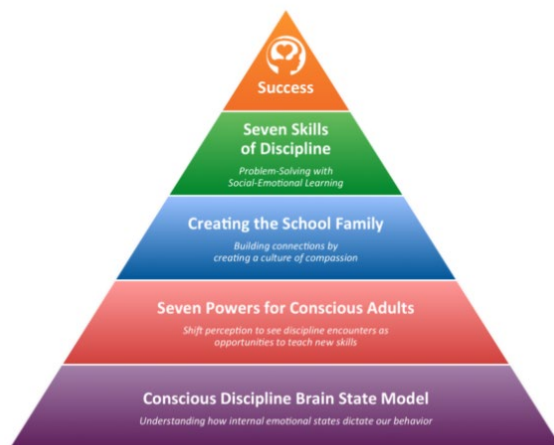 Success
Seven Skills
of Discipline
Problem-Solving with
Social-Emotional Learning
Creating the School Family
Building connections by
creating a culture of compassion
Seven Powers for Conscious Adults
Shift perception to see discipline encounters as
opportunities to teach new skills
Conscious Discipline Brain State Model
Understanding how internal emotional states dictate our behavior